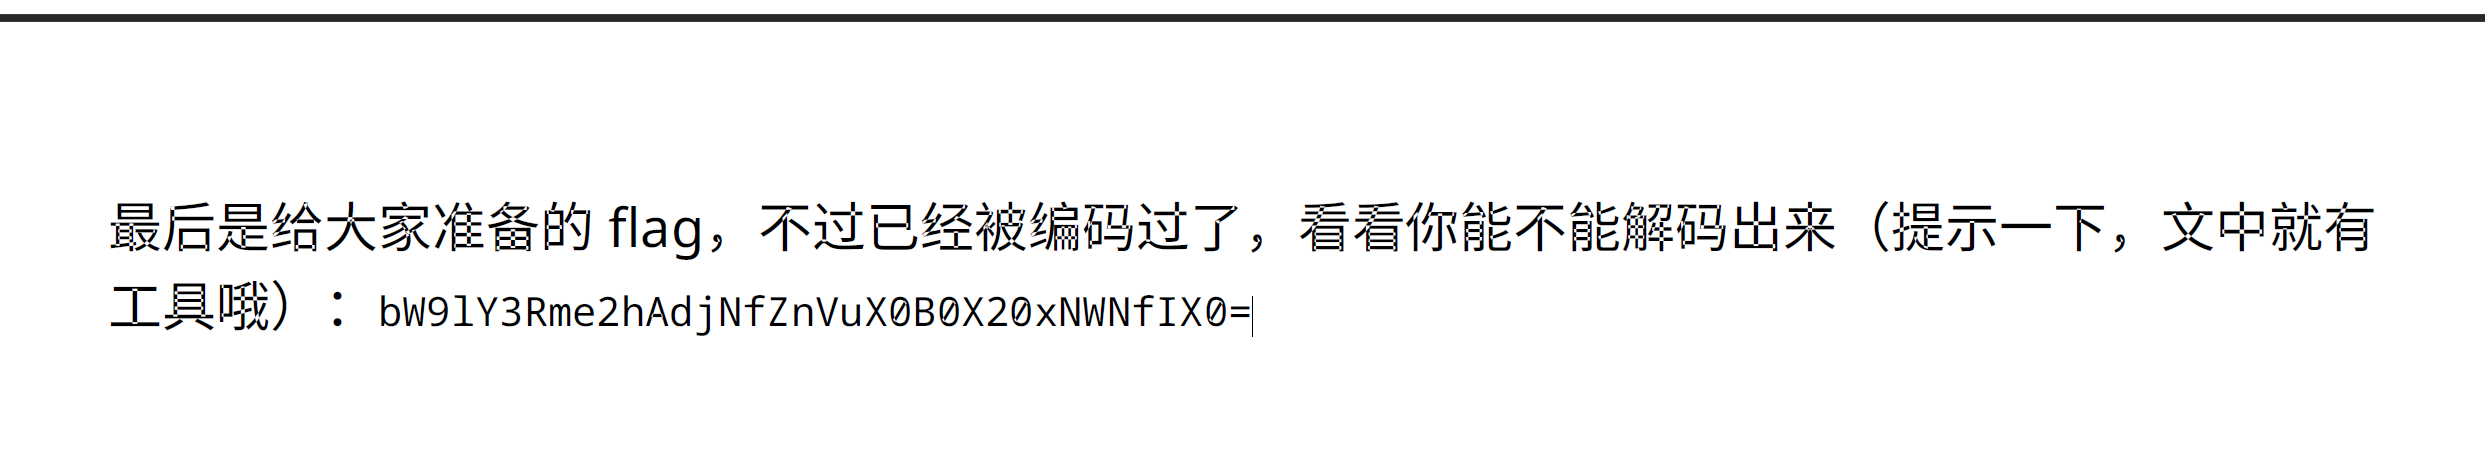 最后是给大家准备的 flag，不过已经被编码过了，看看你能不能解码出来（提示一下，文中就有
工具哦）：bW9lY3Rme2hAdjNfZnVuX0B0X20xNWNfIX0=